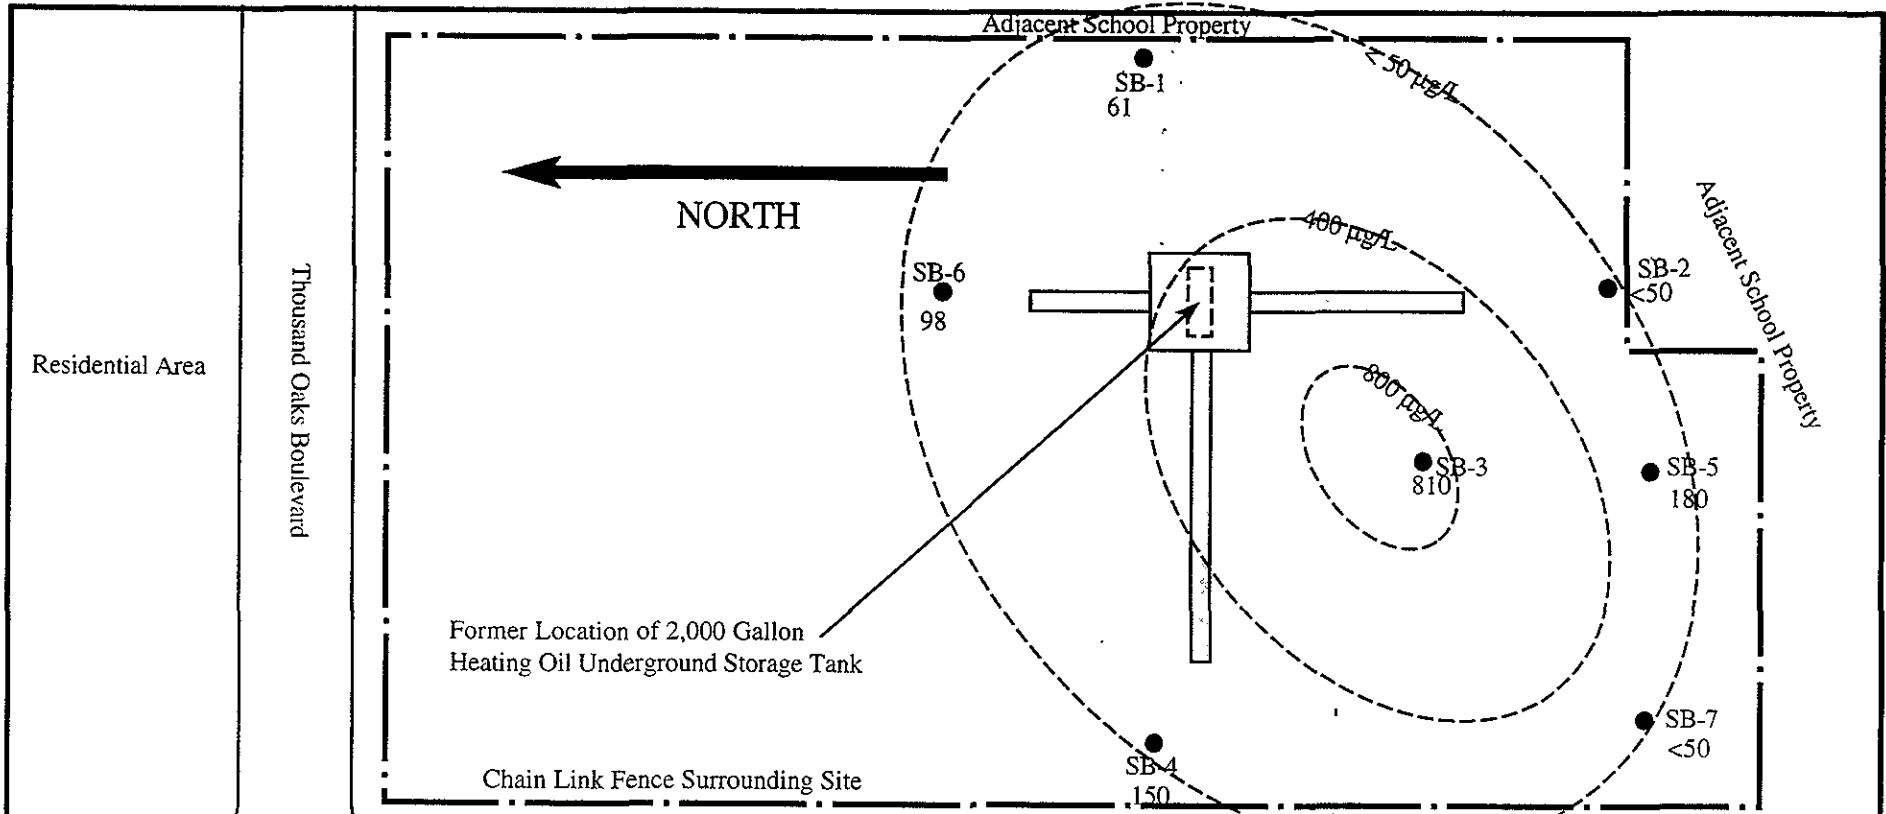 Adjacent School Property
< 50 µg/L
SB-1
61
NORTH
400 µg/L
Adjacent School Property
SB-6
98
SB-2
<50
Residential Area
Thousand Oaks Boulevard
800 µg/L
SB-3
810
SB-5
180
Former Location of 2,000 Gallon
Heating Oil Underground Storage Tank
SB-7
<50
SB-4
150
Chain Link Fence Surrounding Site